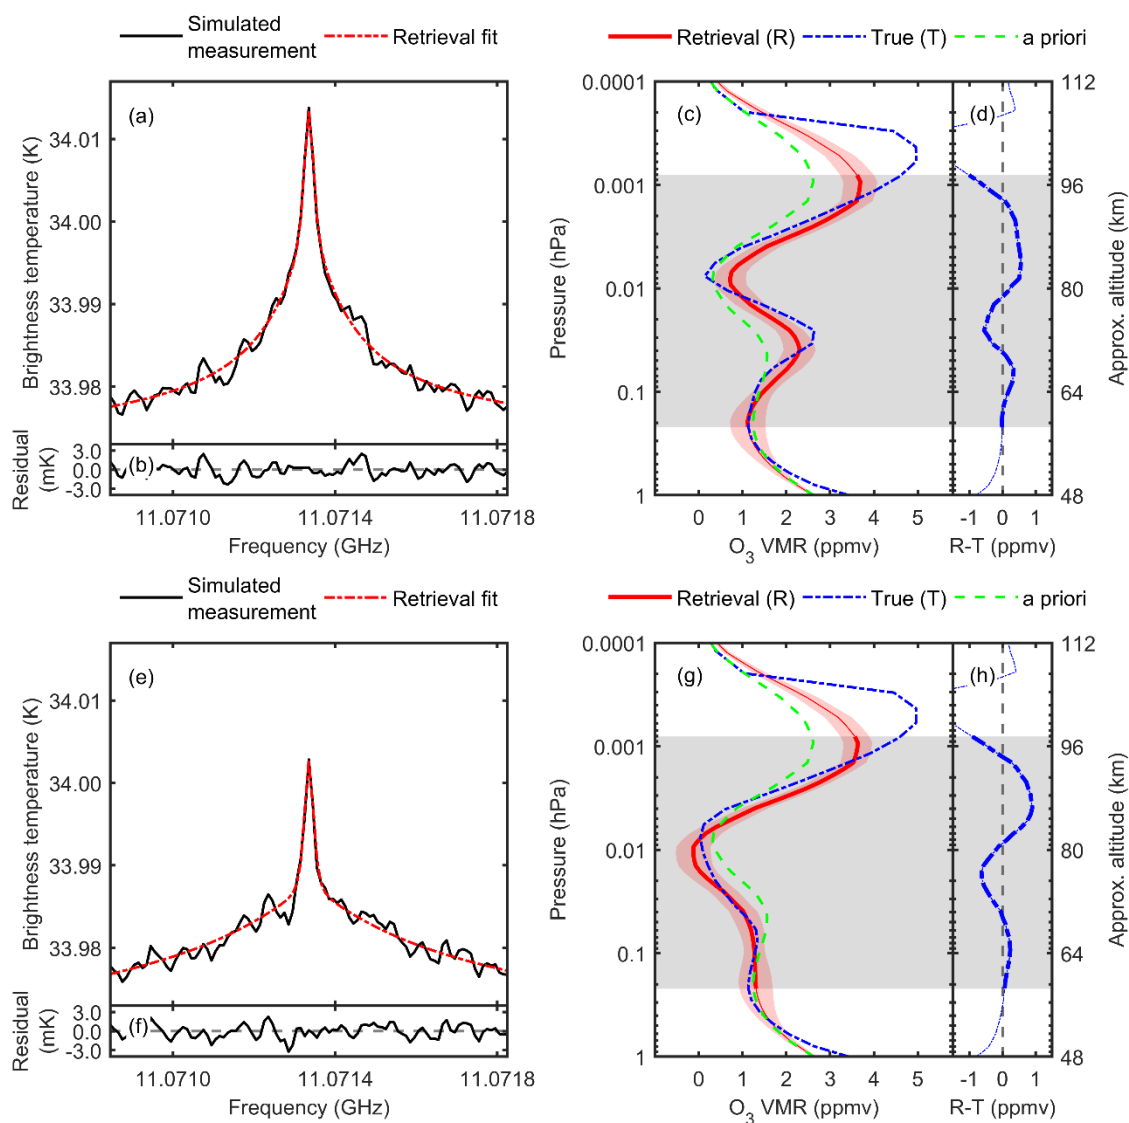 Simulated
measurement
Retrieval fit
Retrieval (R)
True (T)
a priori
(a)
34.01
34.00
33.99
33.98
Brightness temperature (K)
(b)
3.0
0.0
-3.0
Residual
(mK)
11.0710
11.0714
11.0718
Frequency (GHz)
(c)
0.0001
0.001
0.01
0.1
1
Pressure (hPa)
0
1
2
3
4
5
O3 VMR (ppmv)
(d)
112
96
80
64
48
Approx. altitude (km)
-1
0
1
R-T (ppmv)
Simulated
measurement
Retrieval fit
Retrieval (R)
True (T)
a priori
(e)
34.01
34.00
33.99
33.98
Brightness temperature (K)
(f)
3.0
0.0
-3.0
Residual
(mK)
11.0710
11.0714
11.0718
Frequency (GHz)
(g)
0.0001
0.001
0.01
0.1
1
Pressure (hPa)
0
1
2
3
4
5
O3 VMR (ppmv)
(h)
112
96
80
64
48
Approx. altitude (km)
-1
0
1
R-T (ppmv)